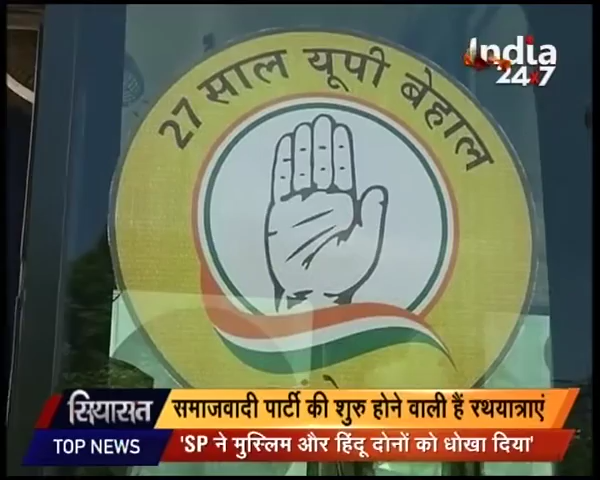 India
24x7
27 साल यूपी बेहाल
सियासत
समाजवादी पार्टी की शुरु होने वाली हैं रथयात्राएं
TOP NEWS
'SP ने मुस्लिम और हिंदू दोनों को धोखा दिया'